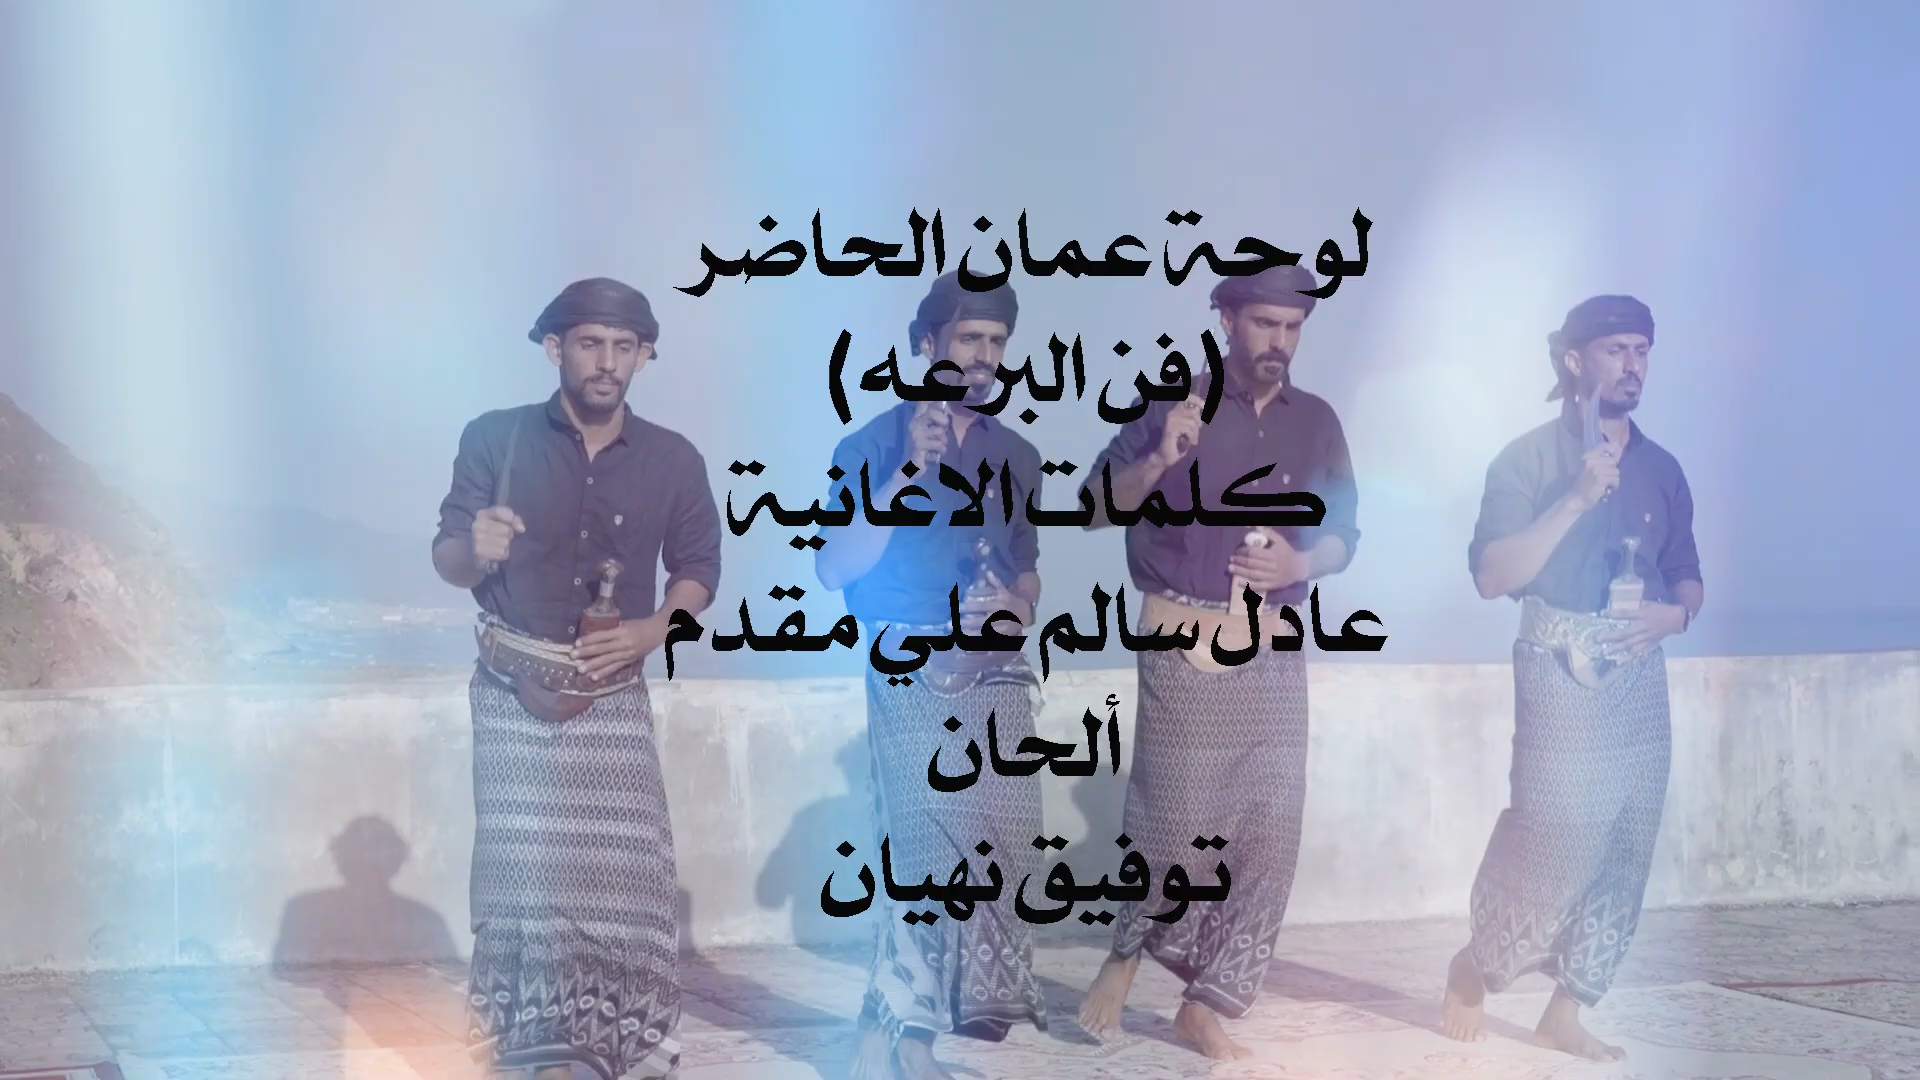 لوحة عمان الحاضر
(فن البرعه)
كلمات الاغانية
عادل سالم علي مقدم
ألحان
توفيق نهيان